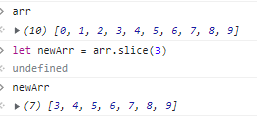 arr
(10) [0, 1, 2, 3, 4, 5, 6, 7, 8, 9]
let newArr = arr.slice(3)
undefined
newArr
(7) [3, 4, 5, 6, 7, 8, 9]